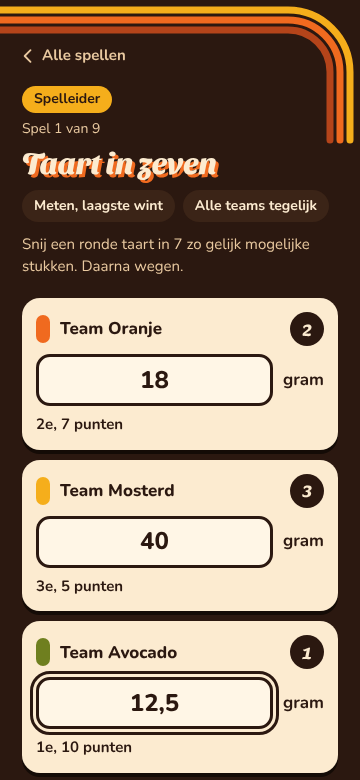 Alle spellen
Spelleider
Spel 1 van 9
Taart in zeven
Meten, laagste wint
Alle teams tegelijk
Snij een ronde taart in 7 zo gelijk mogelijke
stukken. Daarna wegen.
Team Oranje
2
18
gram
2e, 7 punten
Team Mosterd
3
40
gram
3e, 5 punten
Team Avocado
1
12,5
gram
1e, 10 punten